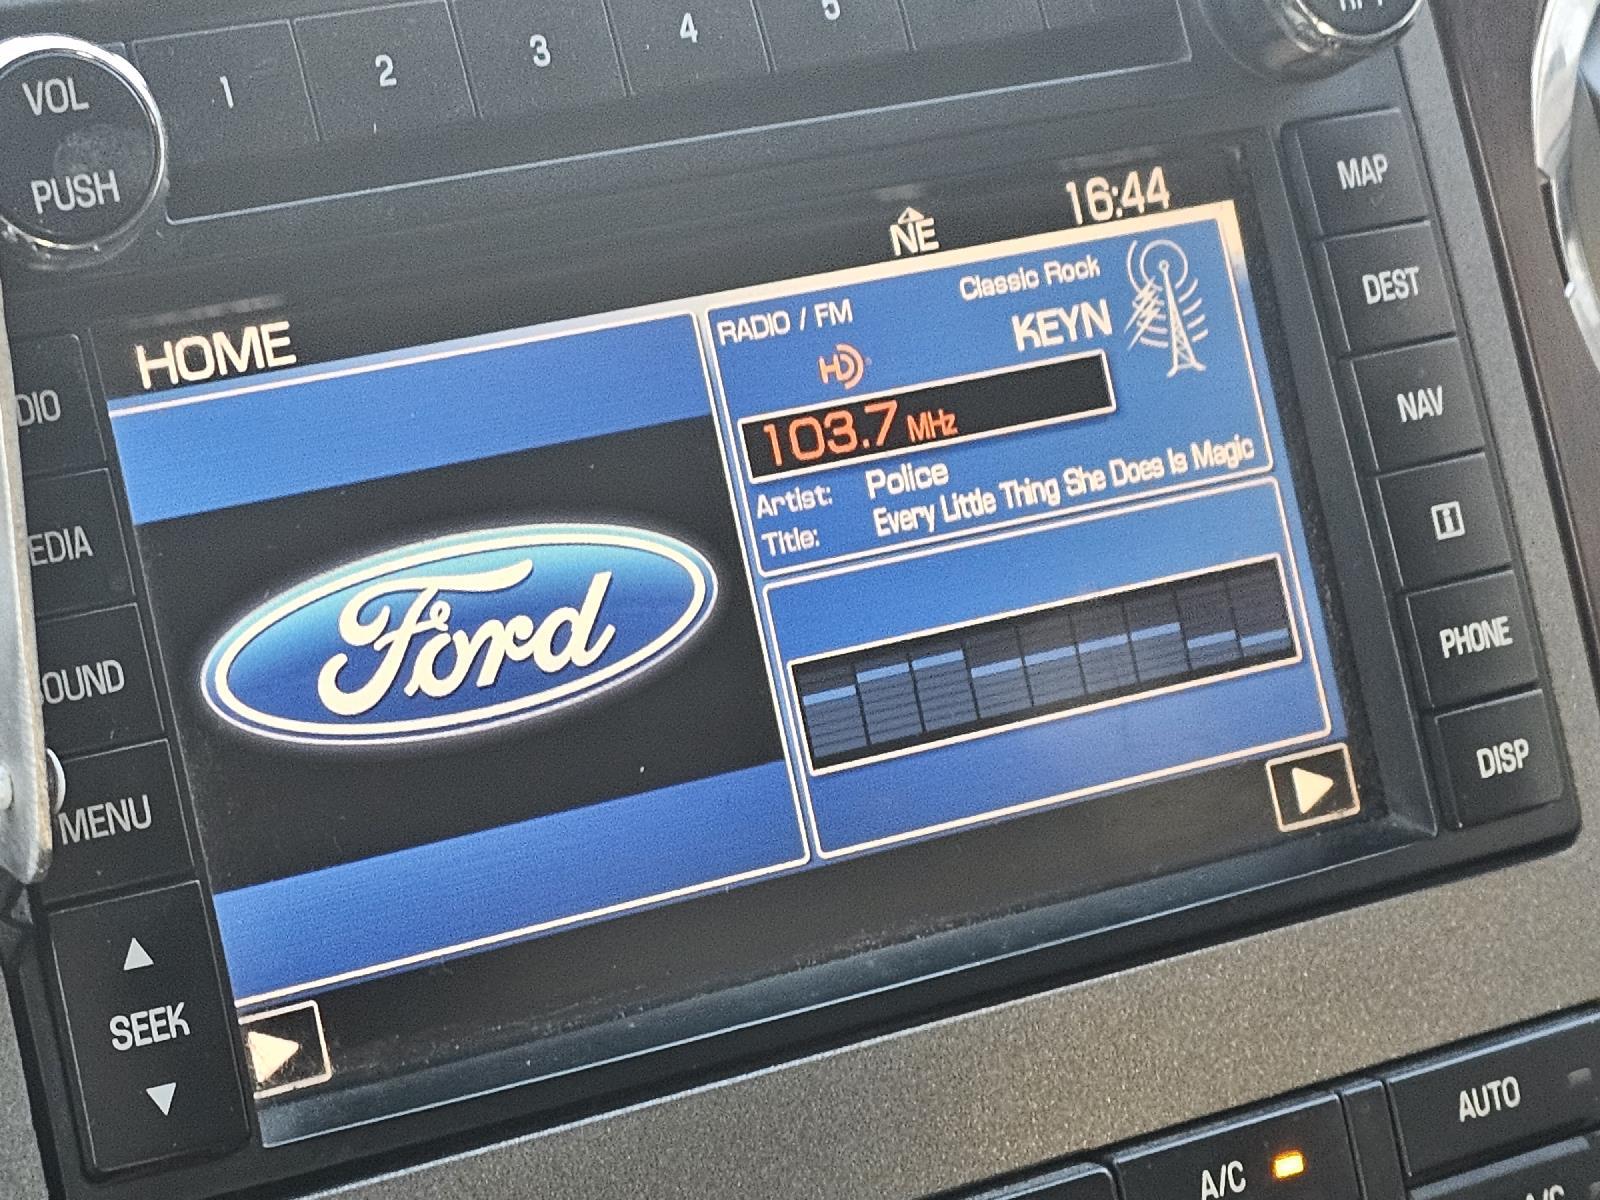 VOL
PUSH
1
2
3
4
5
MAP
DEST
NAV
i
PHONE
DISP
DIO
EDIA
OUND
MENU
SEEK
NE
16:44
HOME
RADIO / FM
Classic Rock
KEYN
HD
103.7 MHz
Artist: Police
Title: Every Little Thing She Does Is Magic
Ford
AUTO
A/C